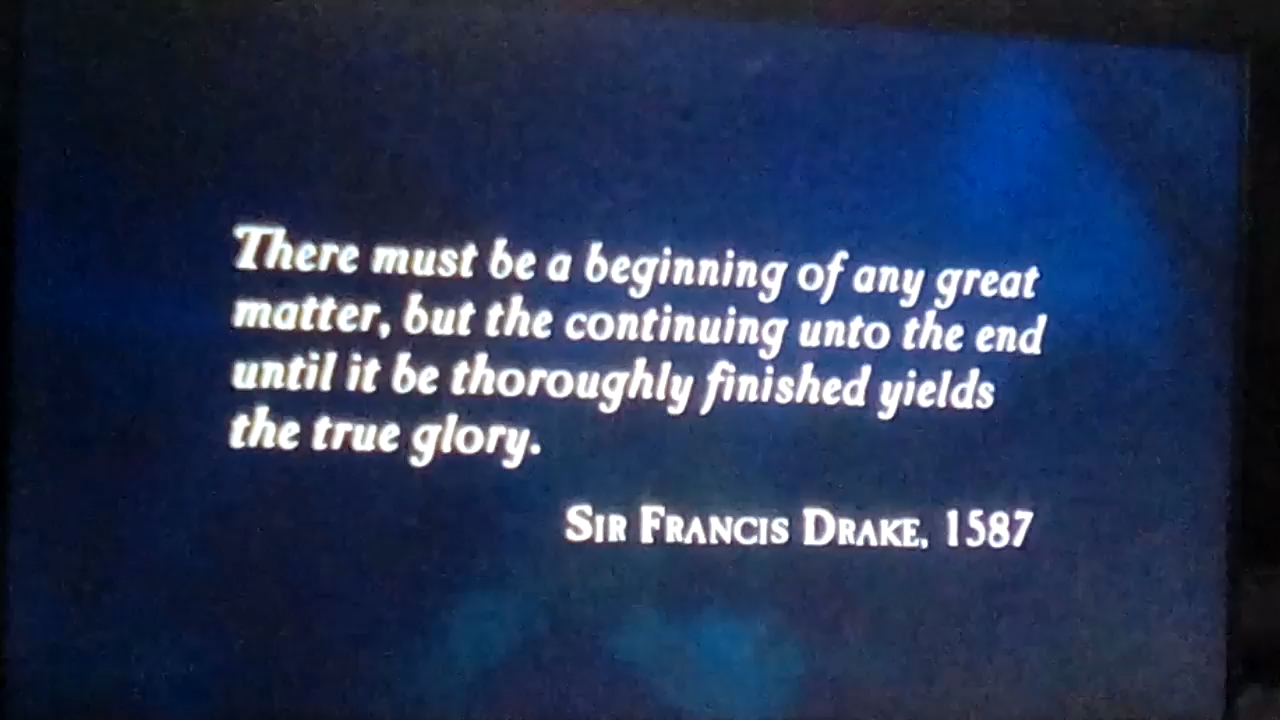 There must be a beginning of any great
matter, but the continuing unto the end
until it be thoroughly finished yields
the true glory.
SIR FRANCIS DRAKE, 1587